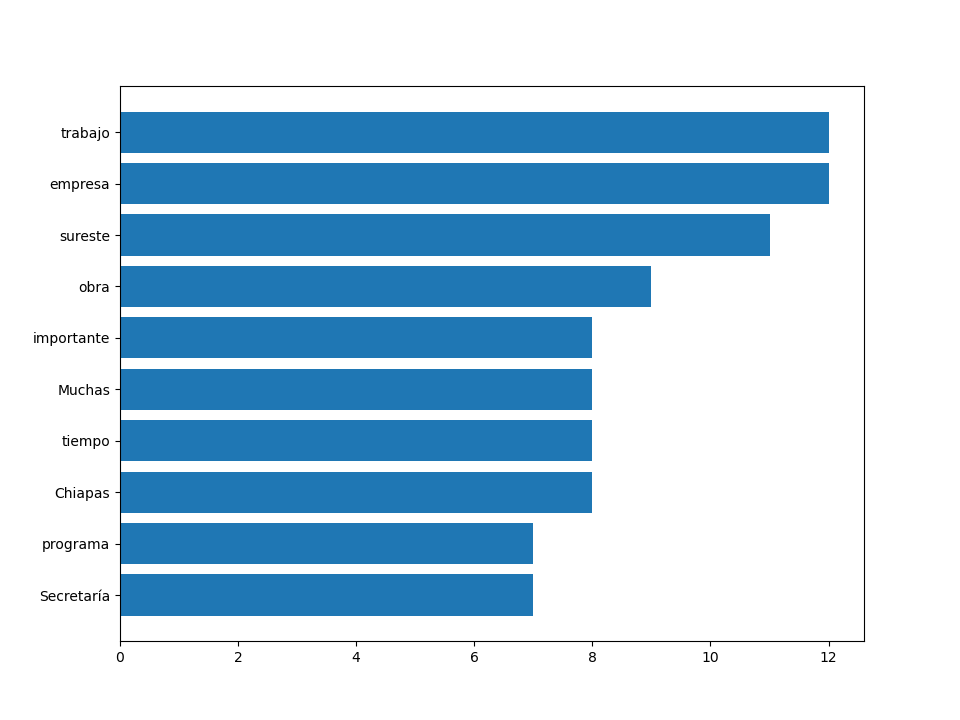 trabajo
empresa
sureste
obra
importante
Muchas
tiempo
Chiapas
programa
Secretaría
0 2 4 6 8 10 12